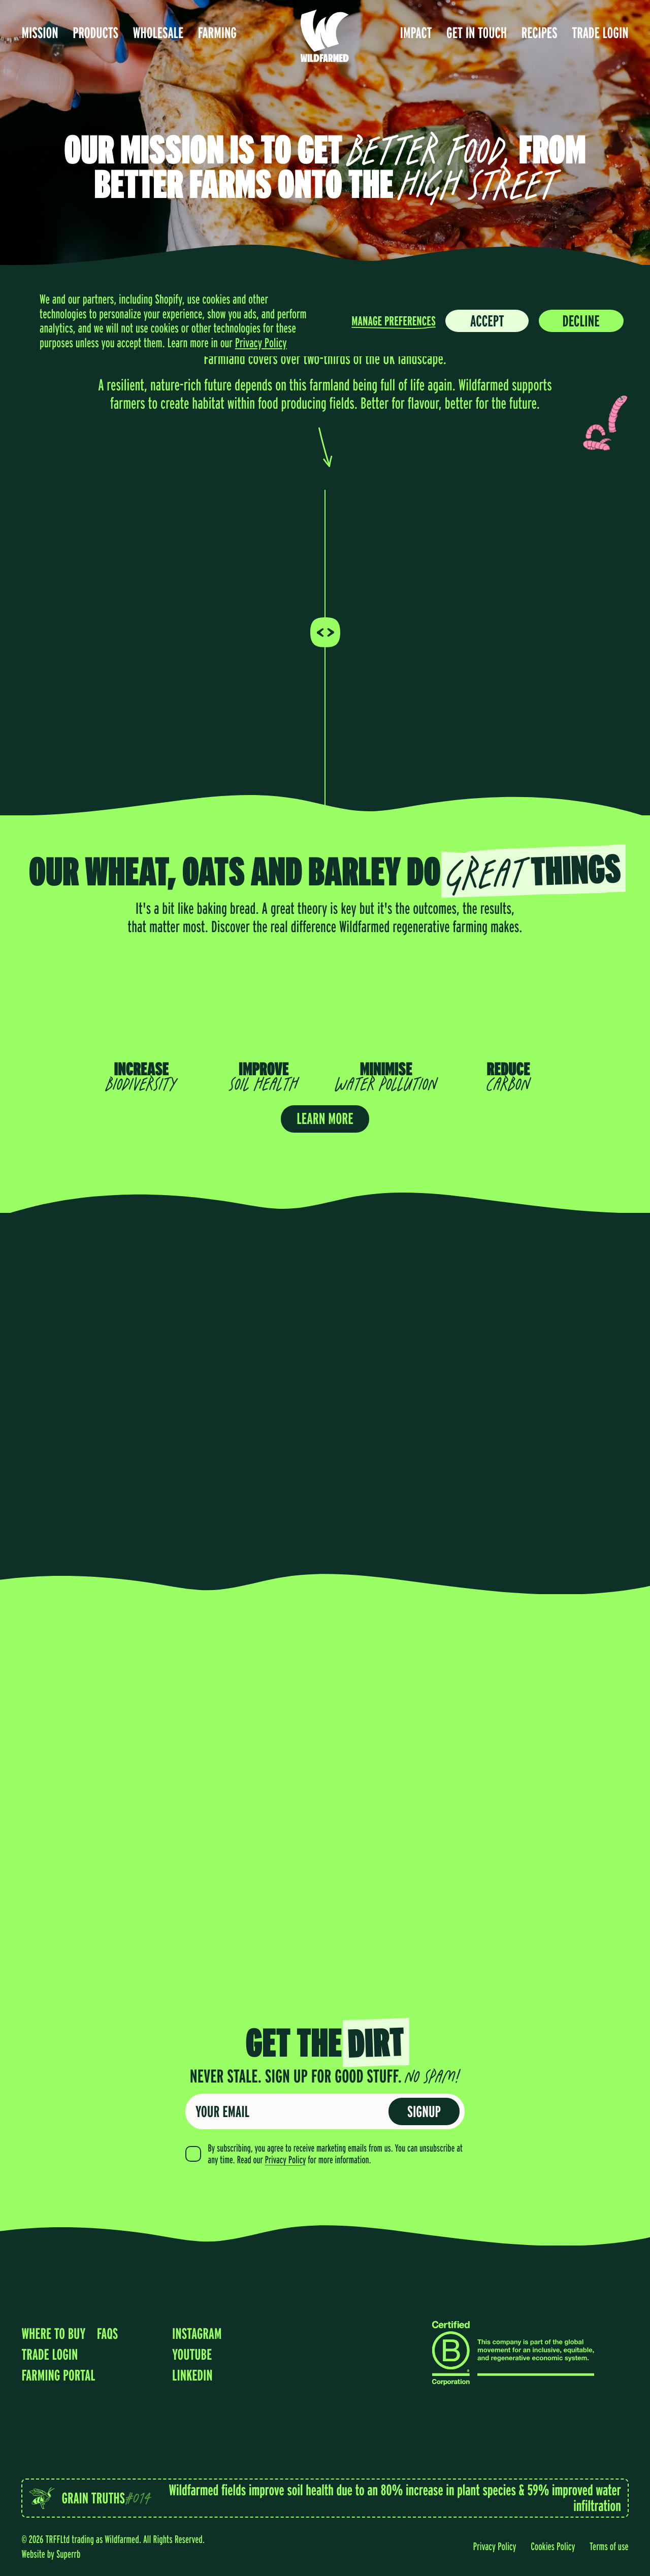 MISSION PRODUCTS WHOLESALE FARMING
WILDFARMED
IMPACT GET IN TOUCH RECIPES TRADE LOGIN
OUR MISSION IS TO GET BETTER FOOD, FROM
BETTER FARMS ONTO THE HIGH STREET
We and our partners, including Shopify, use cookies and other
technologies to personalize your experience, show you ads, and perform
analytics, and we will not use cookies or other technologies for these
purposes unless you accept them. Learn more in our Privacy Policy
MANAGE PREFERENCES ACCEPT DECLINE
Farmland covers over two-thirds of the UK landscape.
A resilient, nature-rich future depends on this farmland being full of life again. Wildfarmed supports
farmers to create habitat within food producing fields. Better for flavour, better for the future.
OUR WHEAT, OATS AND BARLEY DO GREAT THINGS
It's a bit like baking bread. A great theory is key but it's the outcomes, the results,
that matter most. Discover the real difference Wildfarmed regenerative farming makes.
INCREASE
BIODIVERSITY
IMPROVE
SOIL HEALTH
MINIMISE
WATER POLLUTION
REDUCE
CARBON
LEARN MORE
GET THE DIRT
NEVER STALE. SIGN UP FOR GOOD STUFF. NO SPAM!
YOUR EMAIL SIGNUP
By subscribing, you agree to receive marketing emails from us. You can unsubscribe at
any time. Read our Privacy Policy for more information.
WHERE TO BUY FAQS
TRADE LOGIN
FARMING PORTAL
INSTAGRAM
YOUTUBE
LINKEDIN
Certified
B
Corporation
This company is part of the global
movement for an inclusive, equitable,
and regenerative economic system.
GRAIN TRUTHS #014
Wildfarmed fields improve soil health due to an 80% increase in plant species & 59% improved water
infiltration
© 2026 TRFFLtd trading as Wildfarmed. All Rights Reserved.
Website by Superrb
Privacy Policy Cookies Policy Terms of use